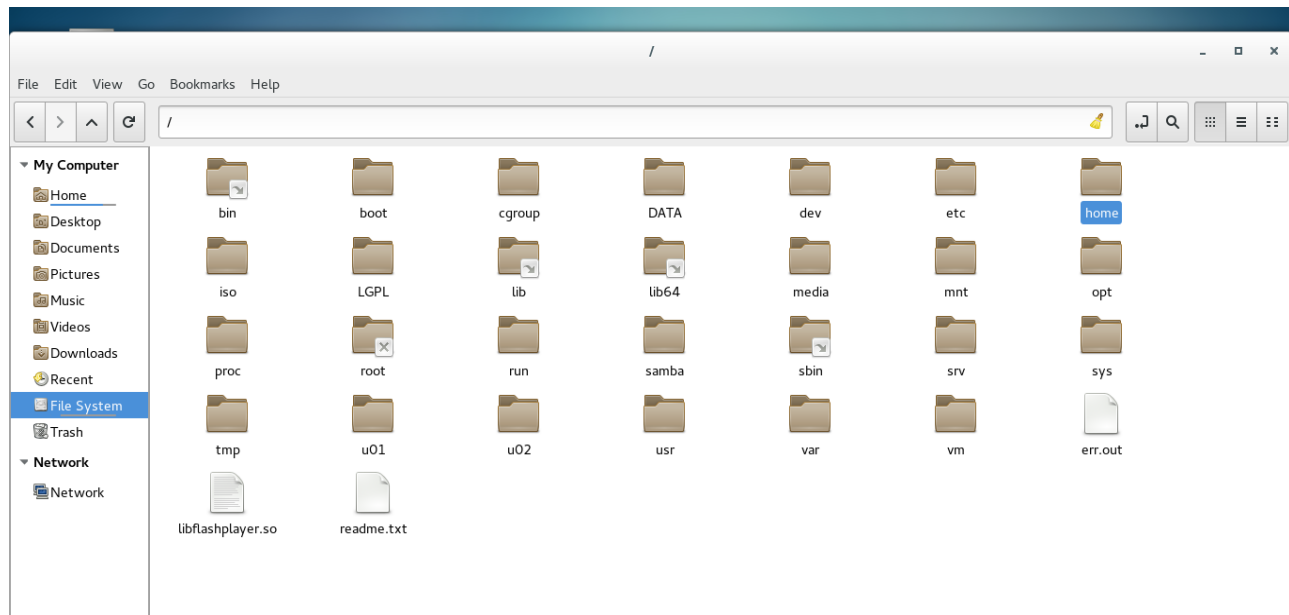 /
File Edit View Go Bookmarks Help
/
My Computer
Home
Desktop
Documents
Pictures
Music
Videos
Downloads
Recent
File System
Trash
Network
Network
bin boot cgroup DATA dev etc home
iso LGPL lib lib64 media mnt opt
proc root run samba sbin srv sys
tmp u01 u02 usr var vm err.out
libflashplayer.so readme.txt